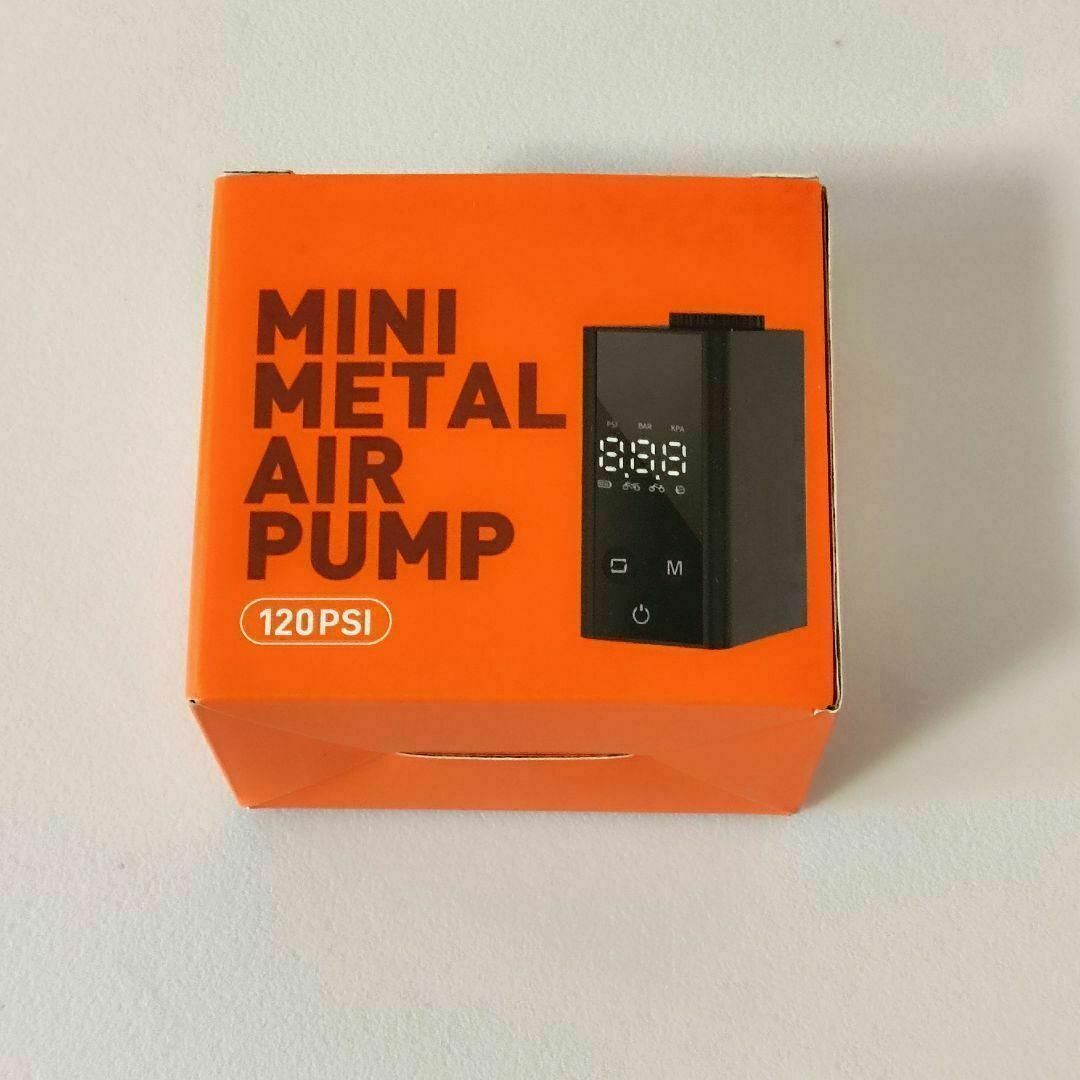 MINI
METAL
AIR
PUMP
120PSI
PSI BAR KPA
8.8.8
M